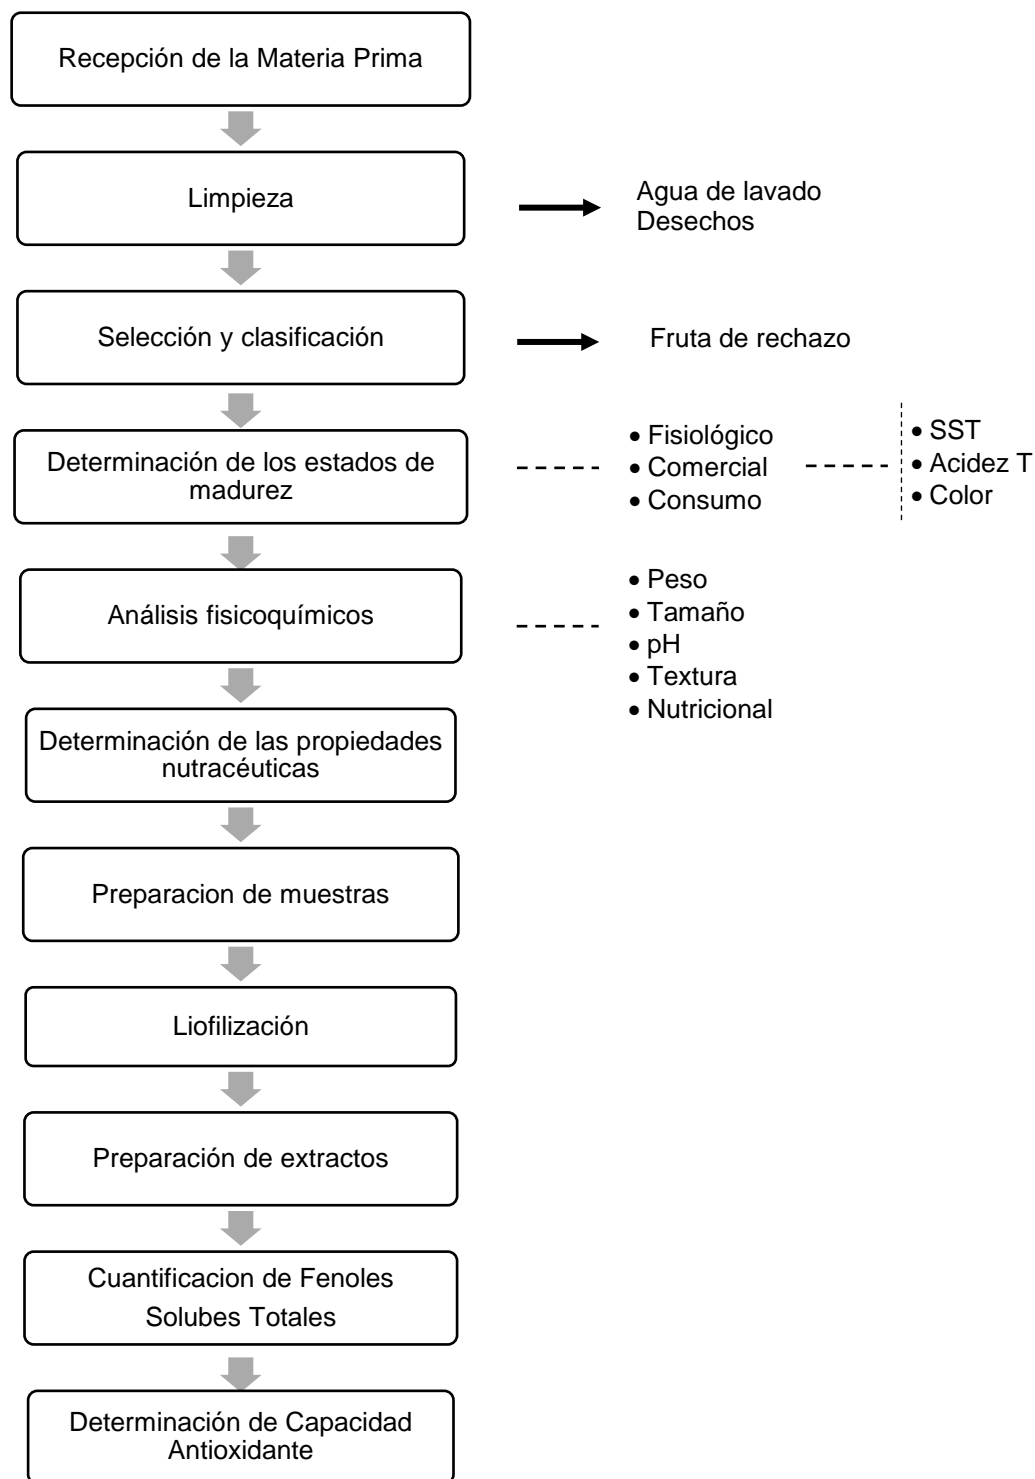 Recepción de la Materia Prima
Limpieza
Agua de lavado
Desechos
Selección y clasificación
Fruta de rechazo
Determinación de los estados de
madurez
• Fisiológico
• Comercial
• Consumo
• SST
• Acidez T
• Color
Análisis fisicoquímicos
• Peso
• Tamaño
• pH
• Textura
• Nutricional
Determinación de las propiedades
nutracéuticas
Preparacion de muestras
Liofilización
Preparación de extractos
Cuantificacion de Fenoles
Solubes Totales
Determinación de Capacidad
Antioxidante